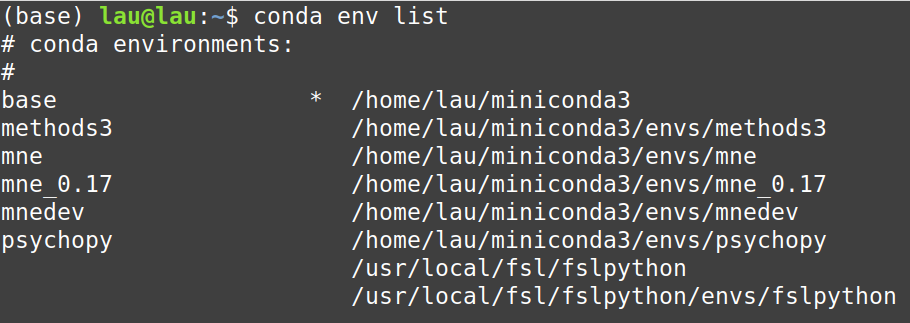 (base) lau@lau:~$ conda env list
# conda environments:
#
base                  *  /home/lau/miniconda3
methods3                 /home/lau/miniconda3/envs/methods3
mne                      /home/lau/miniconda3/envs/mne
mne_0.17                 /home/lau/miniconda3/envs/mne_0.17
mnedev                   /home/lau/miniconda3/envs/mnedev
psychopy                 /home/lau/miniconda3/envs/psychopy
                         /usr/local/fsl/fslpython
                         /usr/local/fsl/fslpython/envs/fslpython